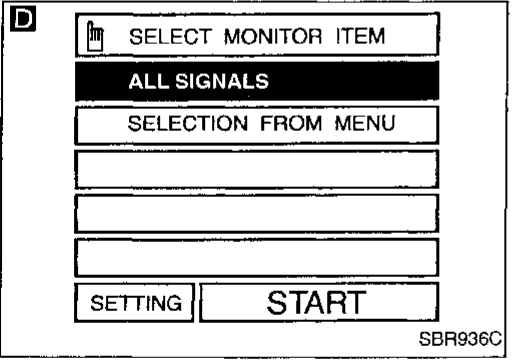 D
SELECT MONITOR ITEM
ALL SIGNALS
SELECTION FROM MENU
SETTING START
SBR936C